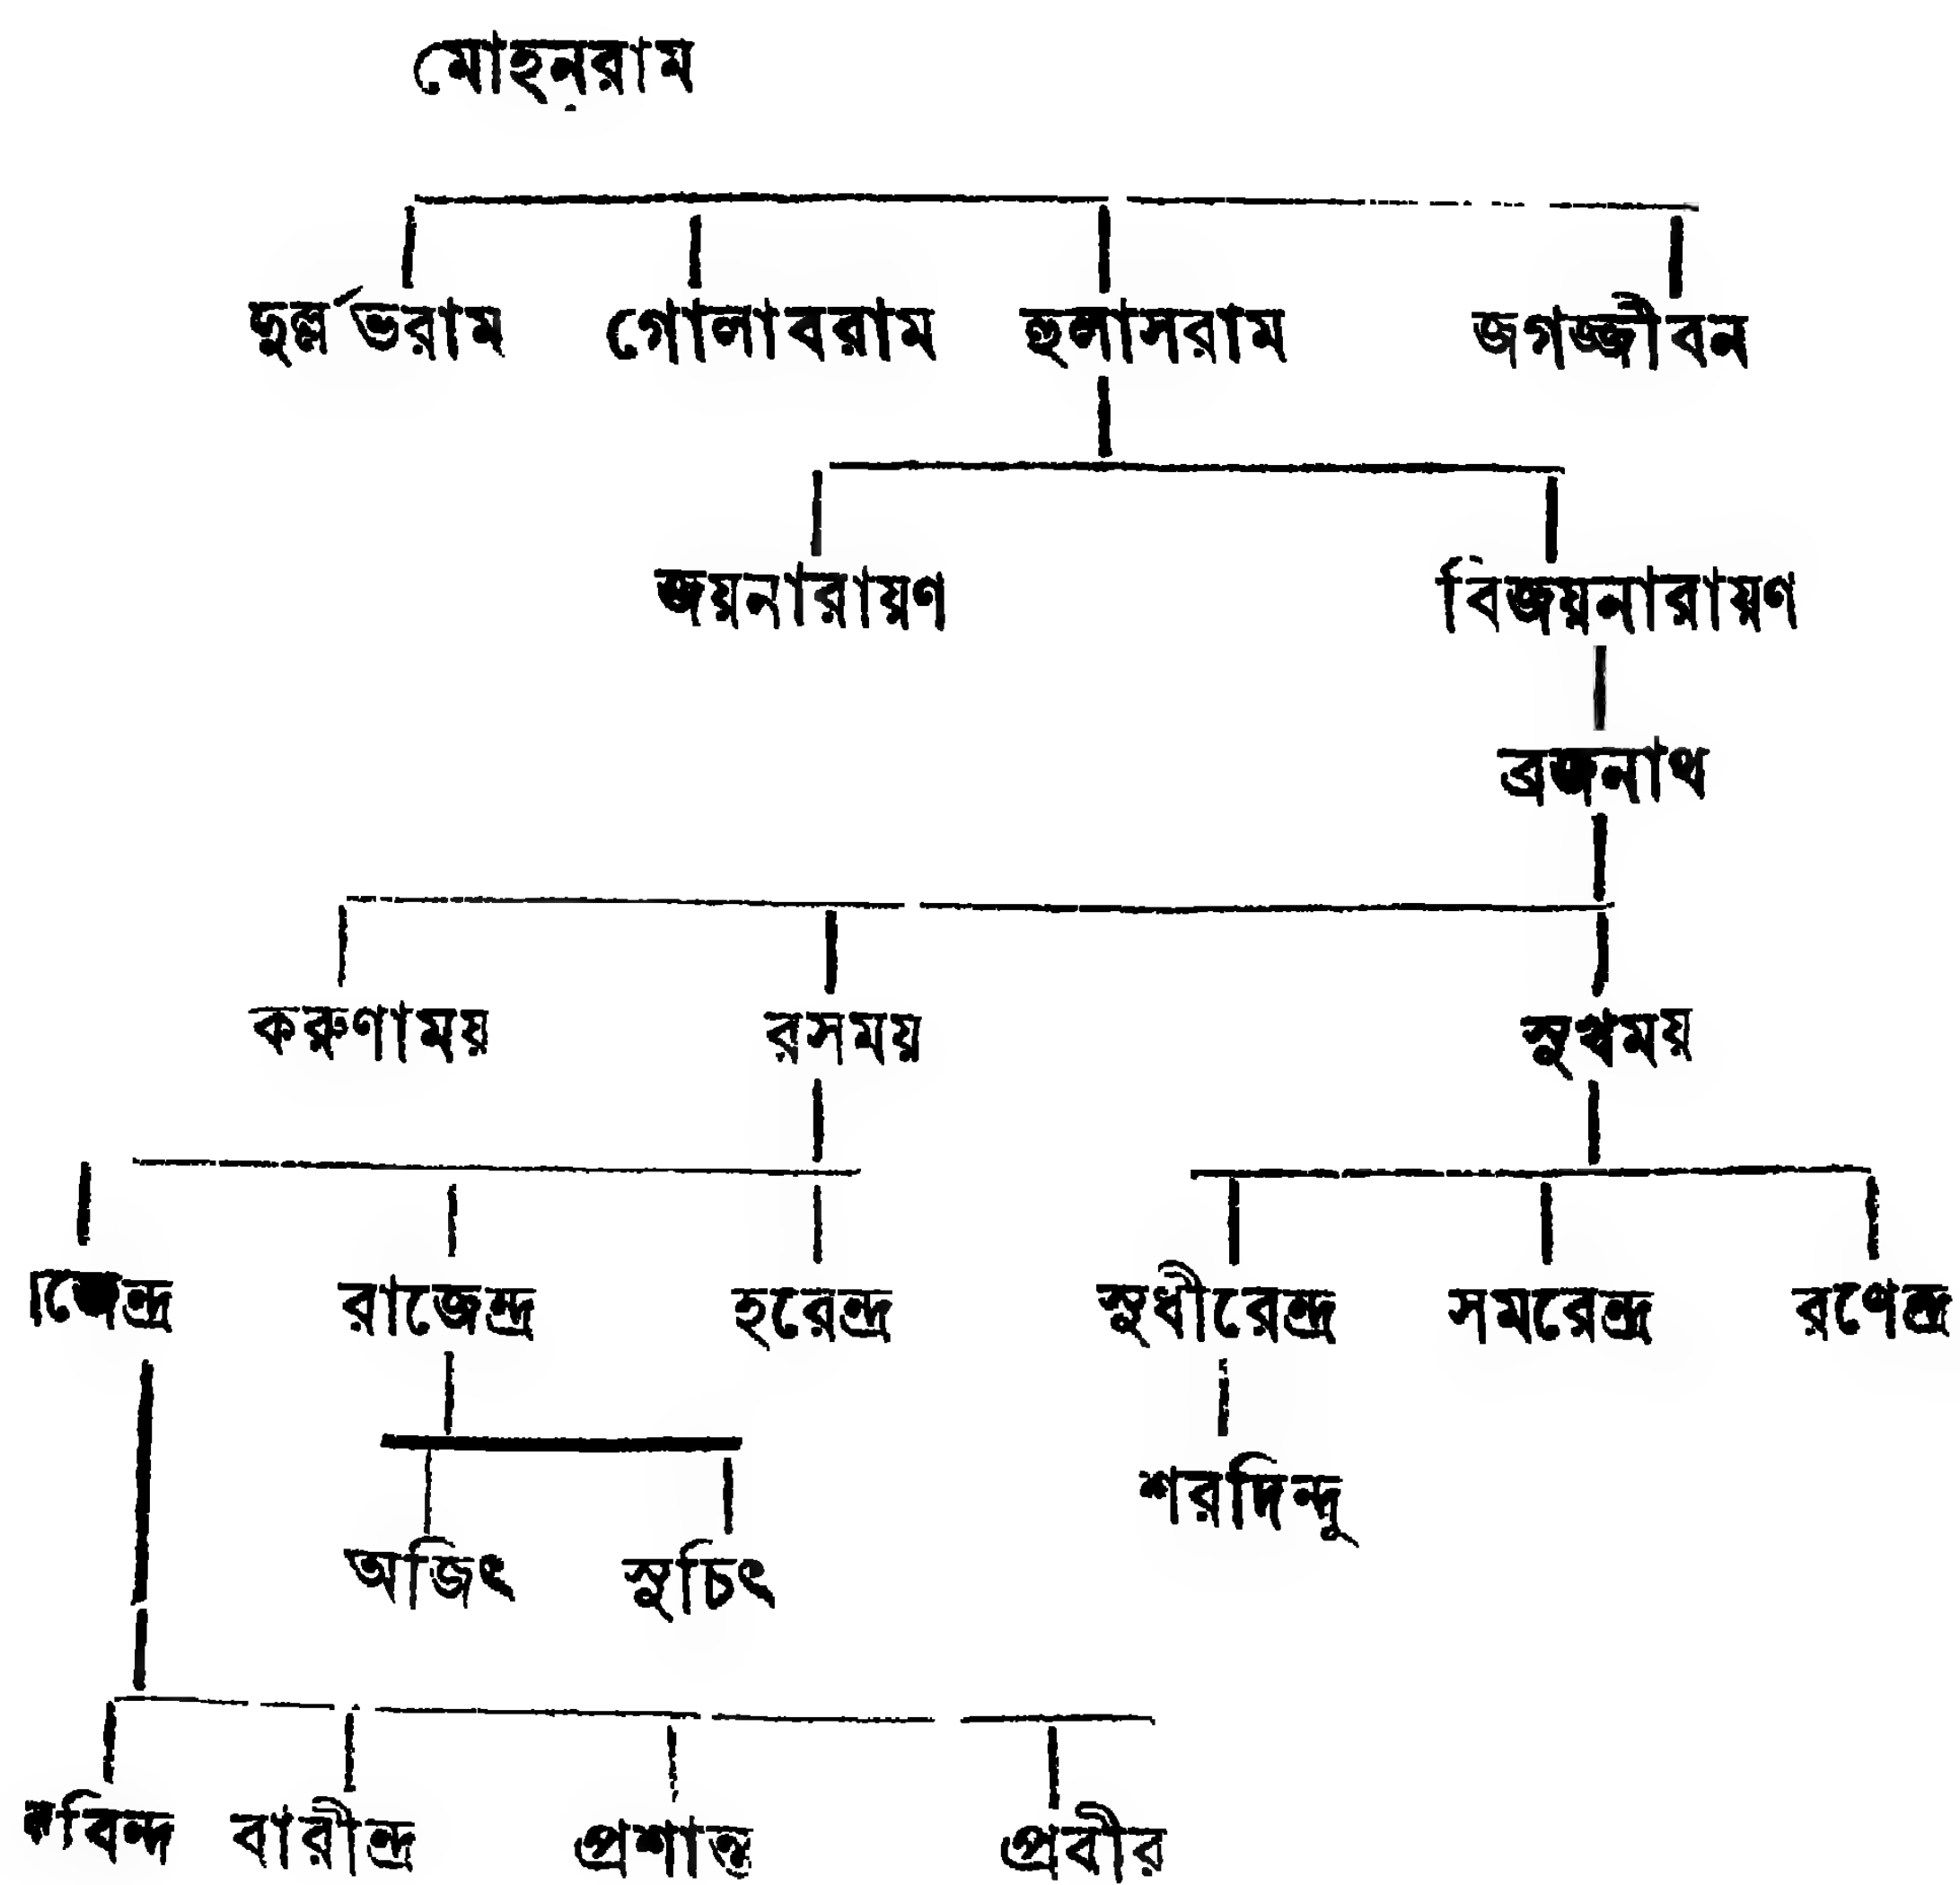 মোহনরাম
দুর্লভরাম গোলাবরাম হুলাসরাম জগজ্জীবন
জয়নারায়ণ বিজয়নারায়ণ
ব্রজনাথ
করুণাময় রসময় সুখময়
রাজেন্দ্র হরেন্দ্র সুধীরেন্দ্র সমরেন্দ্র রণেন্দ্র
শরদিন্দু
অজিৎ সুচিৎ
বারীন্দ্র প্রশান্ত প্রবীর